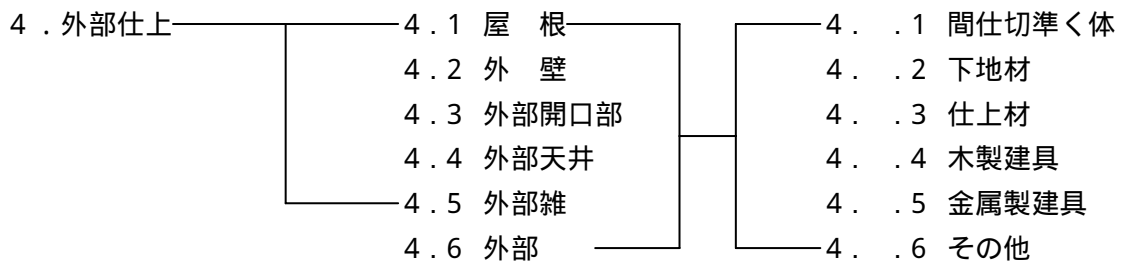 ４．外部仕上　４．１ 屋　根　４．　．１ 間仕切準く体
４．２ 外　壁　４．　．２ 下地材
４．３ 外部開口部　４．　．３ 仕上材
４．４ 外部天井　４．　．４ 木製建具
４．５ 外部雑　４．　．５ 金属製建具
４．６ 外部　４．　．６ その他